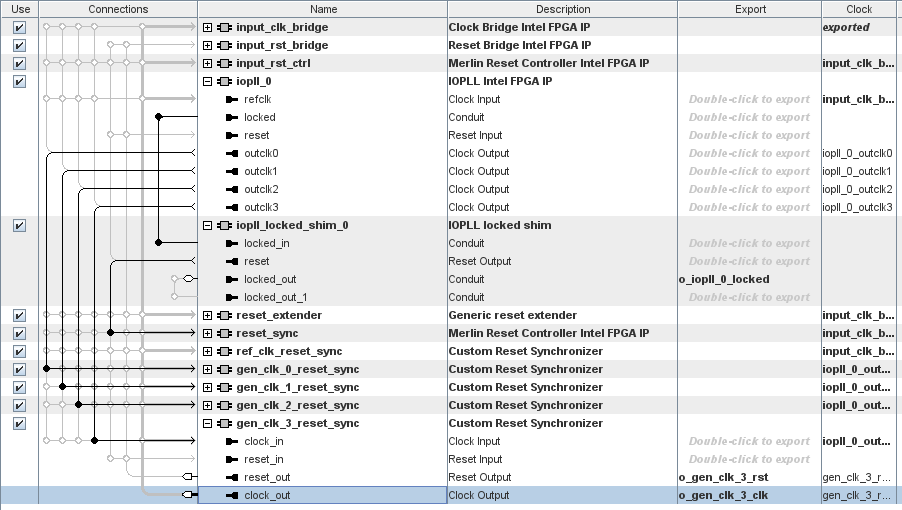 Use Connections Name Description Export Clock
input_clk_bridge Clock Bridge Intel FPGA IP exported
input_rst_bridge Reset Bridge Intel FPGA IP
input_rst_ctrl Merlin Reset Controller Intel FPGA IP input_clk_b...
iopll_0 IOPLL Intel FPGA IP
refclk Clock Input Double-click to export input_clk_b...
locked Conduit Double-click to export
reset Reset Input Double-click to export
outclk0 Clock Output Double-click to export iopll_0_outclk0
outclk1 Clock Output Double-click to export iopll_0_outclk1
outclk2 Clock Output Double-click to export iopll_0_outclk2
outclk3 Clock Output Double-click to export iopll_0_outclk3
iopll_locked_shim_0 IOPLL locked shim
locked_in Conduit Double-click to export
reset Reset Output Double-click to export
locked_out Conduit o_iopll_0_locked
locked_out_1 Conduit Double-click to export
reset_extender Generic reset extender input_clk_b...
reset_sync Merlin Reset Controller Intel FPGA IP input_clk_b...
ref_clk_reset_sync Custom Reset Synchronizer input_clk_b...
gen_clk_0_reset_sync Custom Reset Synchronizer iopll_0_out...
gen_clk_1_reset_sync Custom Reset Synchronizer iopll_0_out...
gen_clk_2_reset_sync Custom Reset Synchronizer iopll_0_out...
gen_clk_3_reset_sync Custom Reset Synchronizer
clock_in Clock Input Double-click to export iopll_0_out...
reset_in Reset Input Double-click to export
reset_out Reset Output o_gen_clk_3_rst gen_clk_3_r...
clock_out Clock Output o_gen_clk_3_clk gen_clk_3_r...